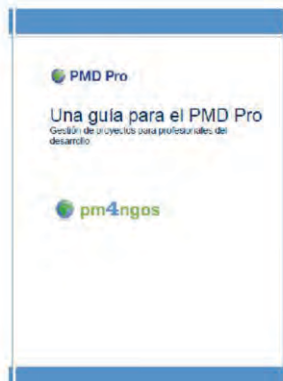 PMD Pro
Una guía para el PMD Pro
Gestión de proyectos para profesionales del
desarrollo
pm4ngos